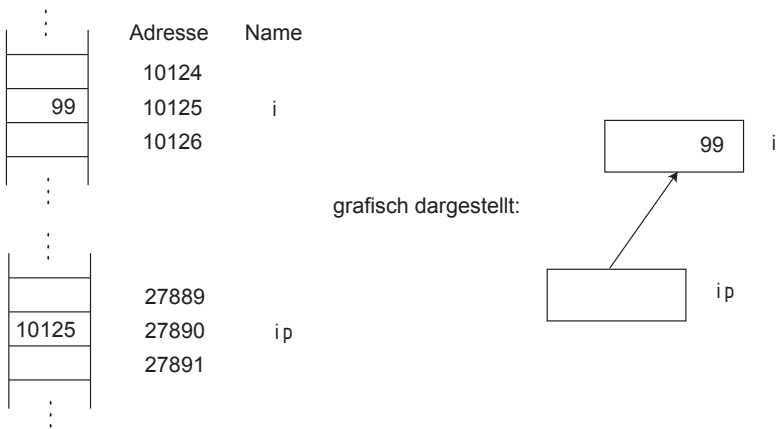 Adresse Name
10124
99 10125 i
10126
99 i
grafisch dargestellt:
27889
ip
10125 27890 ip
27891